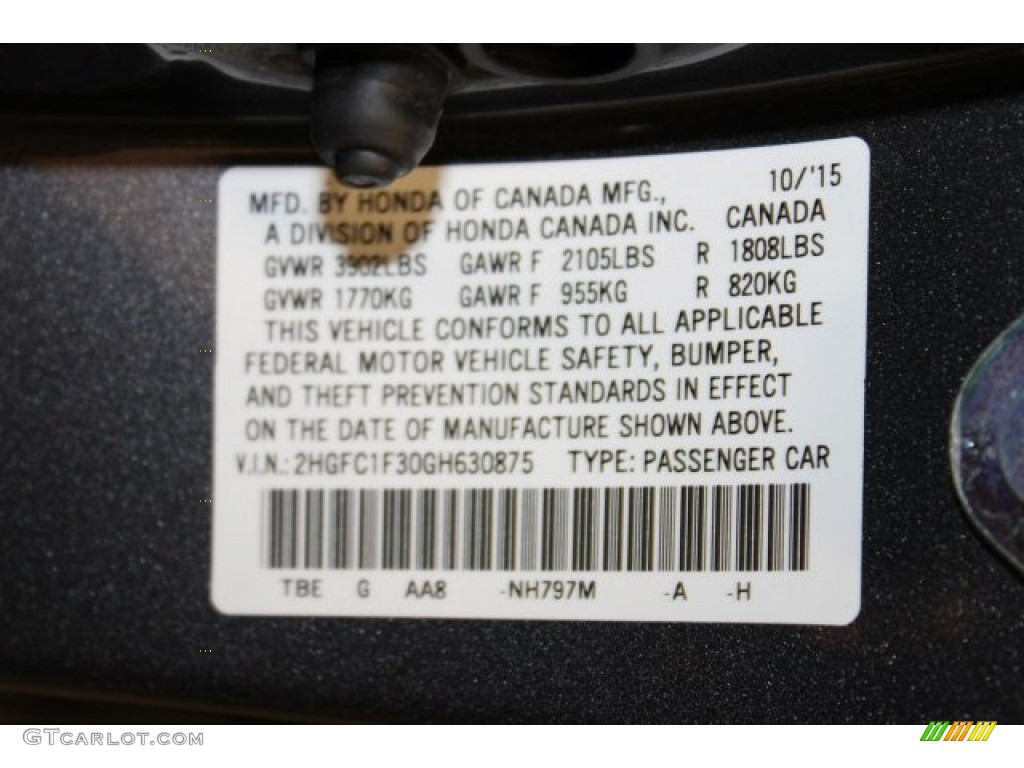 10/'15
MFD. BY HONDA OF CANADA MFG.,
A DIVISION OF HONDA CANADA INC. CANADA
GVWR 3902LBS GAWR F 2105LBS R 1808LBS
GVWR 1770KG GAWR F 955KG R 820KG
THIS VEHICLE CONFORMS TO ALL APPLICABLE
FEDERAL MOTOR VEHICLE SAFETY, BUMPER,
AND THEFT PREVENTION STANDARDS IN EFFECT
ON THE DATE OF MANUFACTURE SHOWN ABOVE.
V.I.N.: 2HGFC1F30GH630875 TYPE: PASSENGER CAR
TBE G AA8 -NH797M -A -H
GTCARLOT.COM